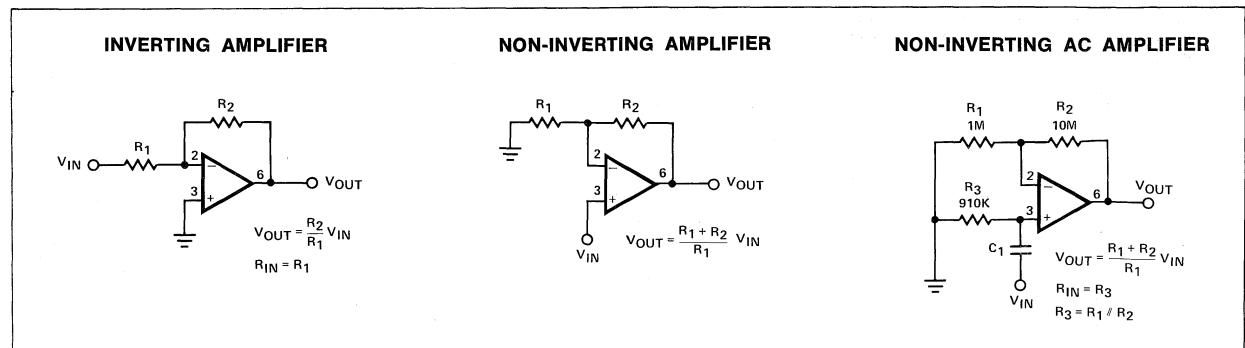 INVERTING AMPLIFIER
R2
R1
VIN
2
−
6
3
+
VOUT
VOUT = R2/R1 VIN
RIN = R1
NON-INVERTING AMPLIFIER
R1
R2
2
−
6
3
+
VOUT
VIN
VOUT = R1 + R2/R1 VIN
NON-INVERTING AC AMPLIFIER
R1
1M
R2
10M
2
−
6
VOUT
R3
910K
3
+
C1
VIN
VOUT = R1 + R2/R1 VIN
RIN = R3
R3 = R1 // R2